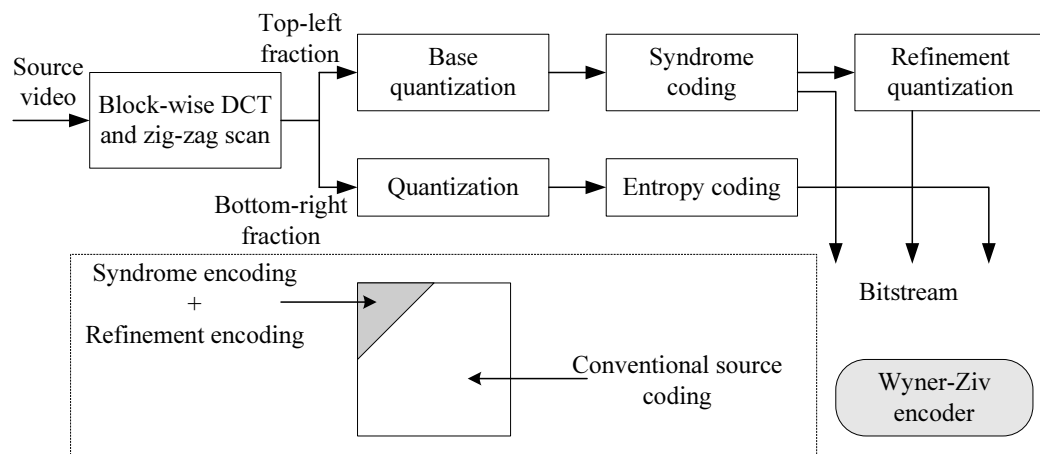 Top-left
fraction
Source
video
Block-wise DCT
and zig-zag scan
Base
quantization
Syndrome
coding
Refinement
quantization
Bottom-right
fraction
Quantization
Entropy coding
Bitstream
Syndrome encoding
+
Refinement encoding
Conventional source
coding
Wyner-Ziv
encoder